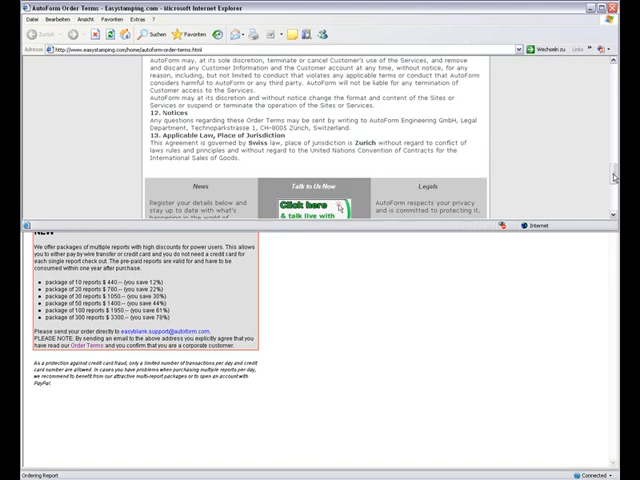 AutoForm Order Terms - Easystamping.com - Microsoft Internet Explorer
Datei Bearbeiten Ansicht Favoriten Extras ?
Zurück Suchen Favoriten
Adresse http://www.easystamping.com/home/autoform-order-terms.html Wechseln zu Links
AutoForm may, at its sole discretion, terminate or cancel Customer's use of the Services, and remove
and discard any Customer Information and the Customer account at any time, without notice, for any
reason, including, but not limited to conduct that violates any applicable terms or conduct that AutoForm
considers harmful to AutoForm or any third party. AutoForm will not be liable for any termination of
Customer access to the Services.
AutoForm may at its discretion and without notice change the format and content of the Sites or
Services or suspend or terminate the operation of the Sites or Services.
12. Notices
Any questions regarding these Order Terms may be sent by writing to AutoForm Engineering GmbH, Legal
Department, Technoparkstrasse 1, CH-8005 Zürich, Switzerland.
13. Applicable Law, Place of Jurisdiction
This Agreement is governed by Swiss law, place of jurisdiction is Zurich without regard to conflict of
laws rules and principles and without regard to the United Nations Convention of Contracts for the
International Sales of Goods.
News Talk to Us Now Legals
Register your details below and Click here AutoForm respects your privacy
stay up to date with what's & talk live with and is committed to protecting it.
happening in the world of
Internet
NEW
We offer packages of multiple reports with high discounts for power users. This allows
you to either pay by wire transfer or credit card and you do not need a credit card for
each single report check out. The pre-paid reports are valid for and have to be
consumed within one year after purchase.
package of 10 reports $ 440.-- (you save 12%)
package of 20 reports $ 780.-- (you save 22%)
package of 30 reports $ 1050.-- (you save 30%)
package of 50 reports $ 1400.-- (you save 44%)
package of 100 reports $ 1950.-- (you save 61%)
package of 300 reports $ 3300.-- (you save 78%)
Please send your order directly to easyblank.support@autoform.com.
PLEASE NOTE: By sending an email to the above address you explicitly agree that you
have read our Order Terms and you confirm that you are a corporate customer.
As a protection against credit card fraud, only a limited number of transactions per day and credit
card number are allowed. In cases you have problems when purchasing multiple reports per day,
we recommend to benefit from our attractive multi-report packages or to open an account with
PayPal.
Ordering Report Connected